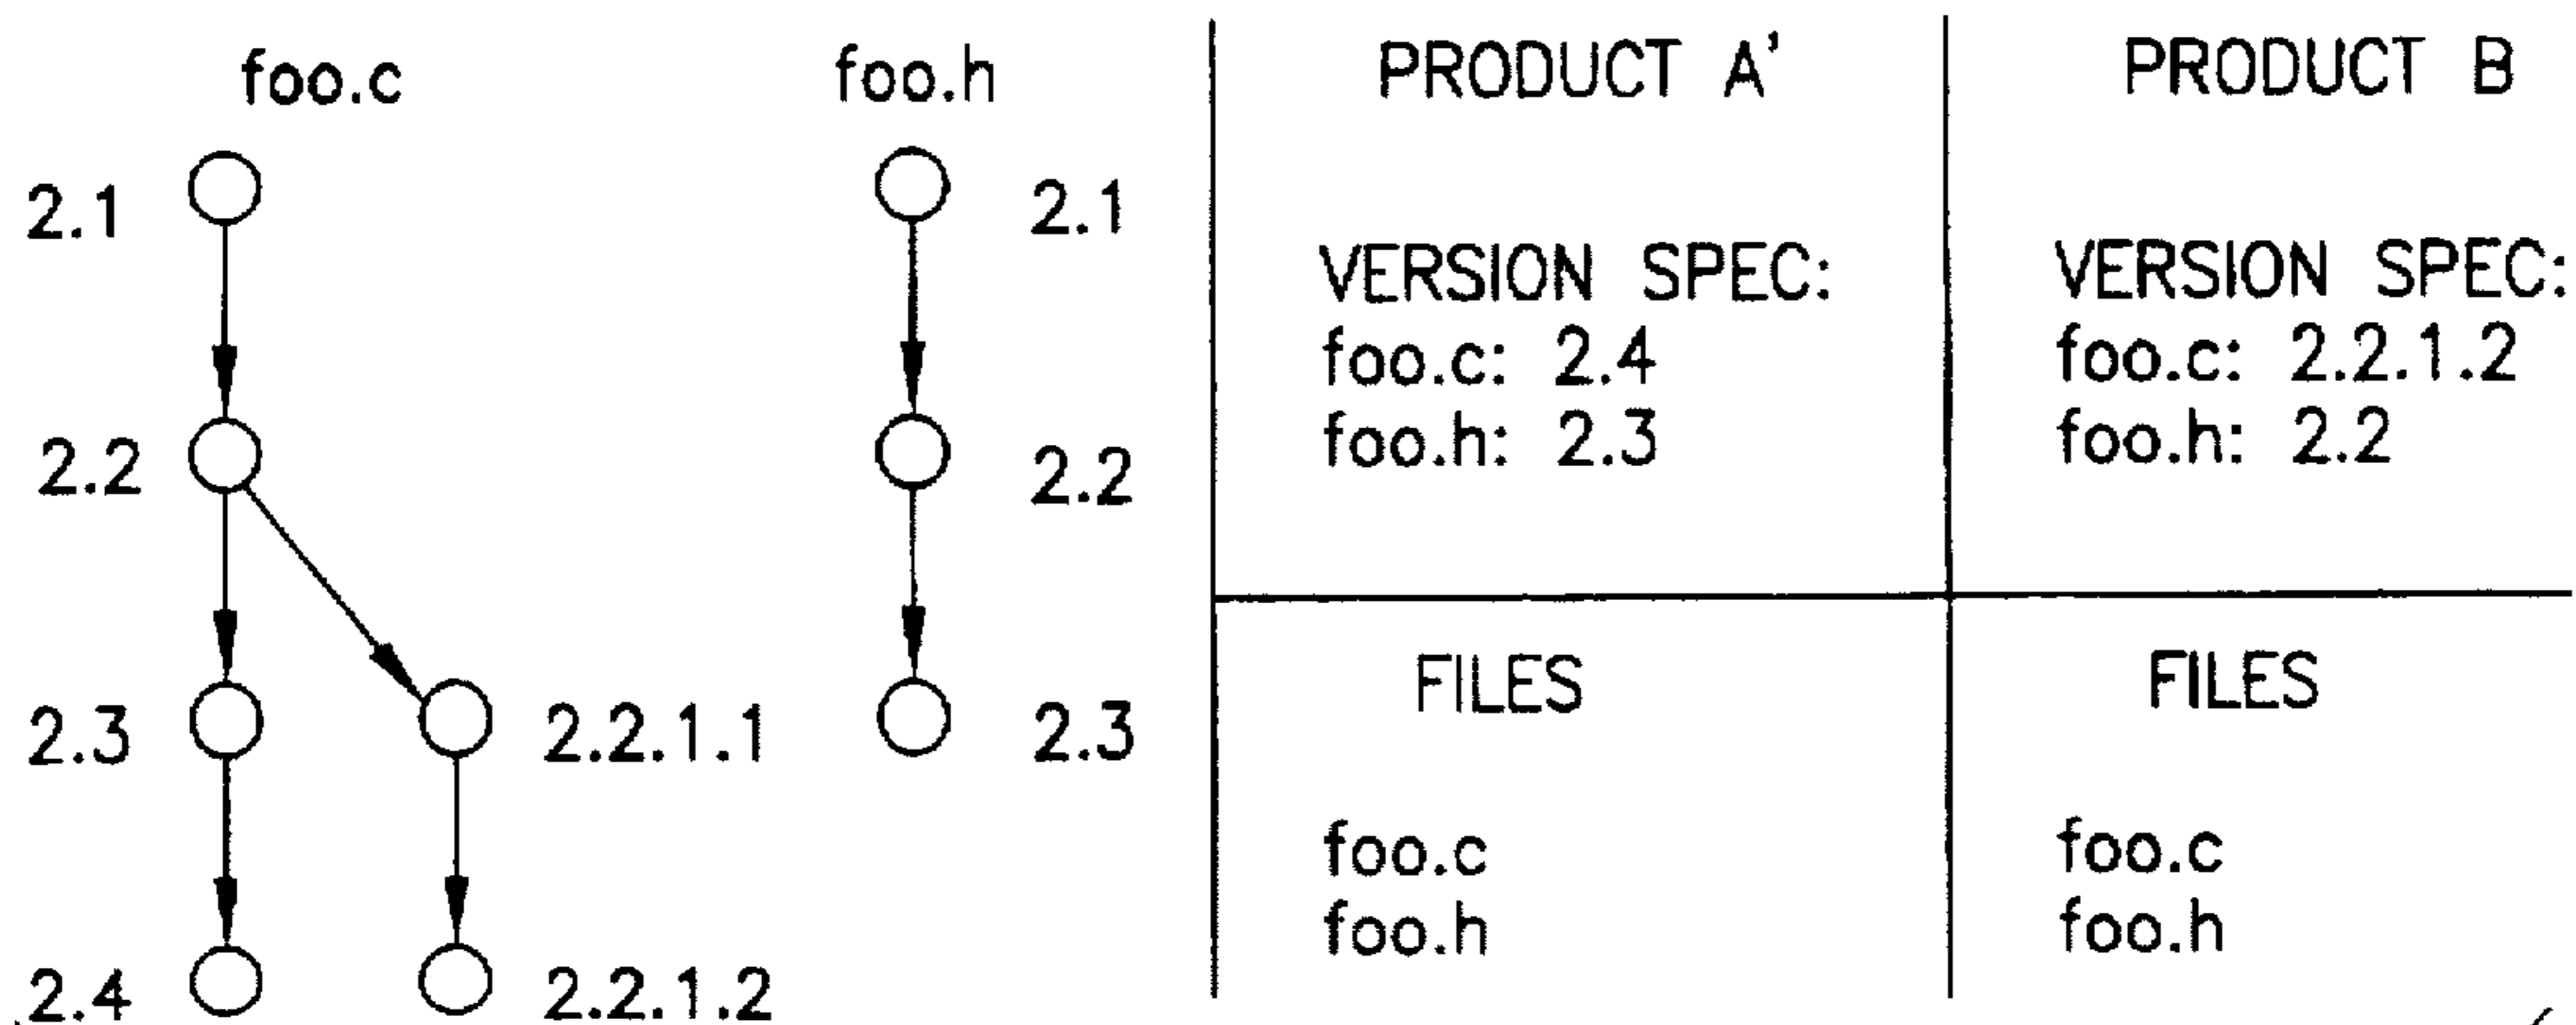 foo.c
2.1
2.2
2.3
2.2.1.1
2.4
2.2.1.2
foo.h
2.1
2.2
2.3
PRODUCT A'
VERSION SPEC:
foo.c: 2.4
foo.h: 2.3
FILES
foo.c
foo.h
PRODUCT B
VERSION SPEC:
foo.c: 2.2.1.2
foo.h: 2.2
FILES
foo.c
foo.h